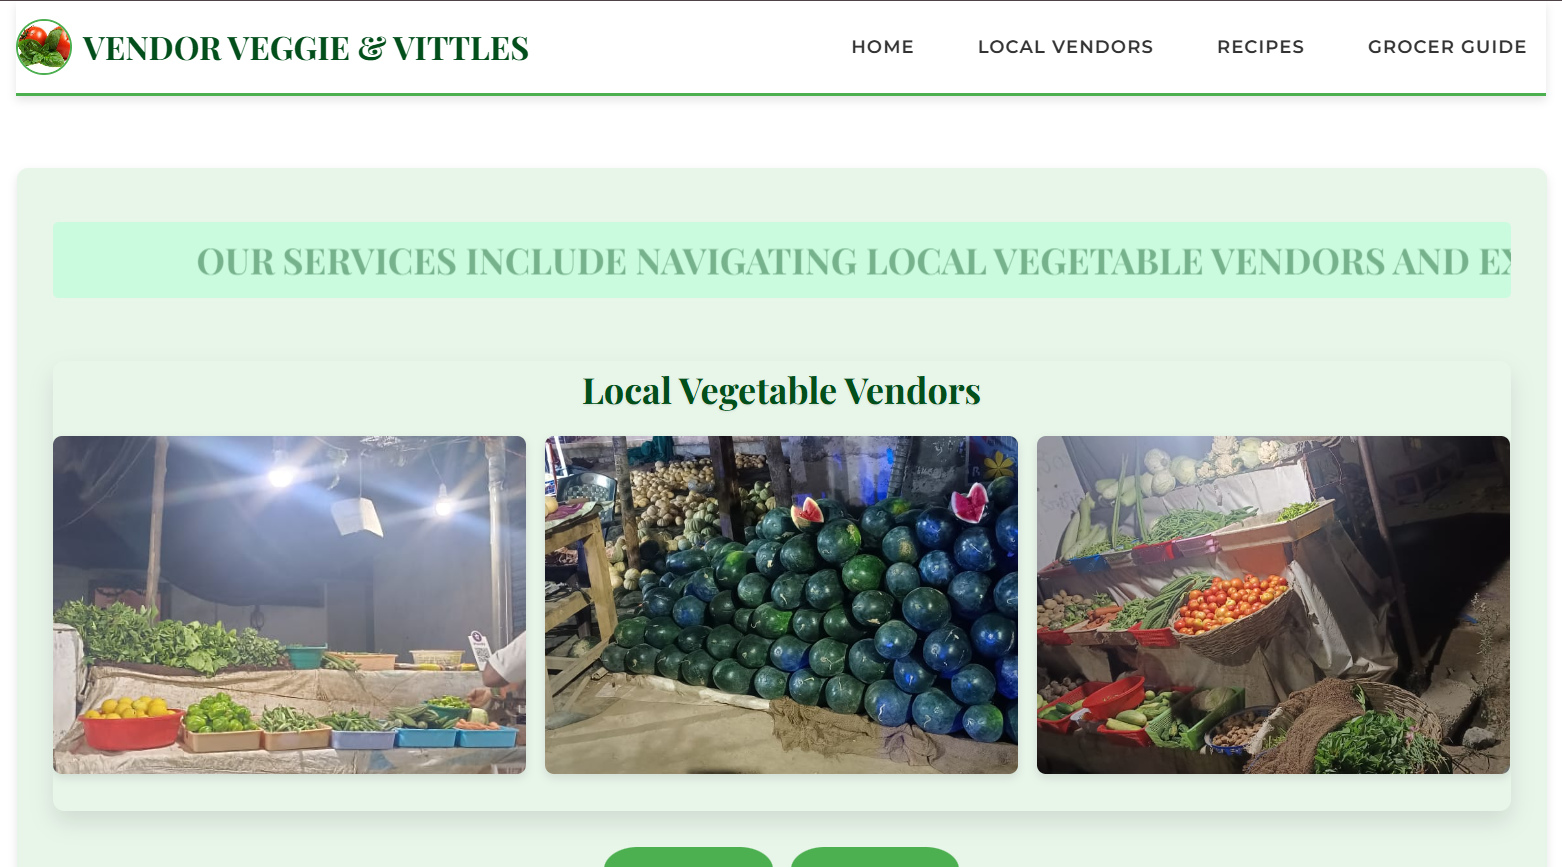 VENDOR VEGGIE & VITTLES
HOME
LOCAL VENDORS
RECIPES
GROCER GUIDE
OUR SERVICES INCLUDE NAVIGATING LOCAL VEGETABLE VENDORS AND
Local Vegetable Vendors